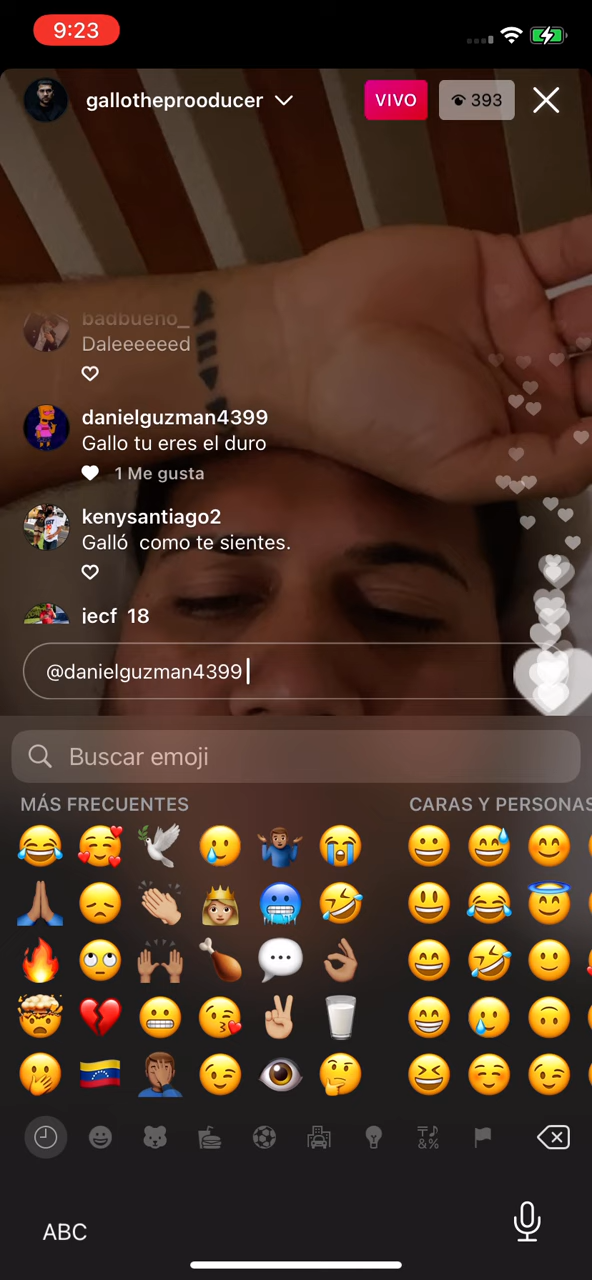 9:23
gallotheprooducer
VIVO
393
badbueno_
Daleeeeeed
danielguzman4399
Gallo tu eres el duro
1 Me gusta
kenysantiago2
Galló como te sientes.
iecf 18
@danielguzman4399
Buscar emoji
MÁS FRECUENTES
CARAS Y PERSONAS
ABC